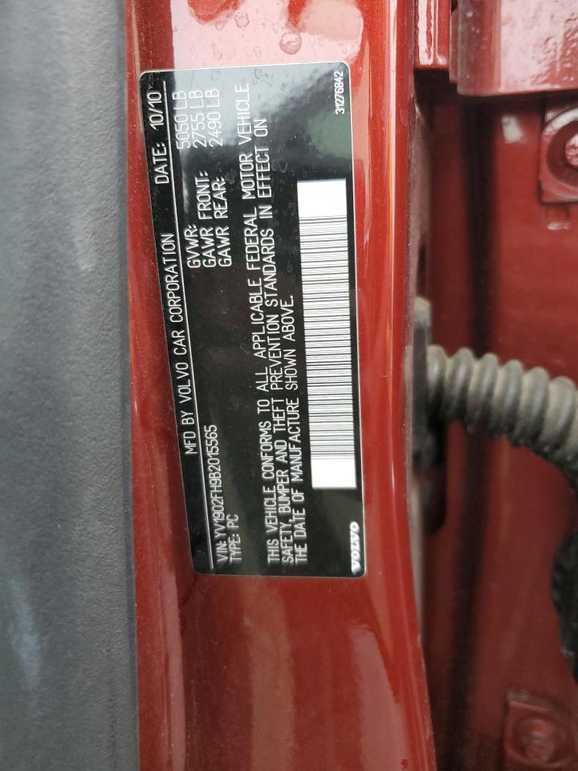 MFD BY VOLVO CAR CORPORATION DATE: 10/10
GVWR: 5050 LB
GAWR FRONT: 2755 LB
GAWR REAR: 2490 LB
VIN: YV1902FH9B2015565
TYPE: PC
THIS VEHICLE CONFORMS TO ALL APPLICABLE FEDERAL MOTOR VEHICLE
SAFETY, BUMPER AND THEFT PREVENTION STANDARDS IN EFFECT ON
THE DATE OF MANUFACTURE SHOWN ABOVE.
VOLVO 31276842